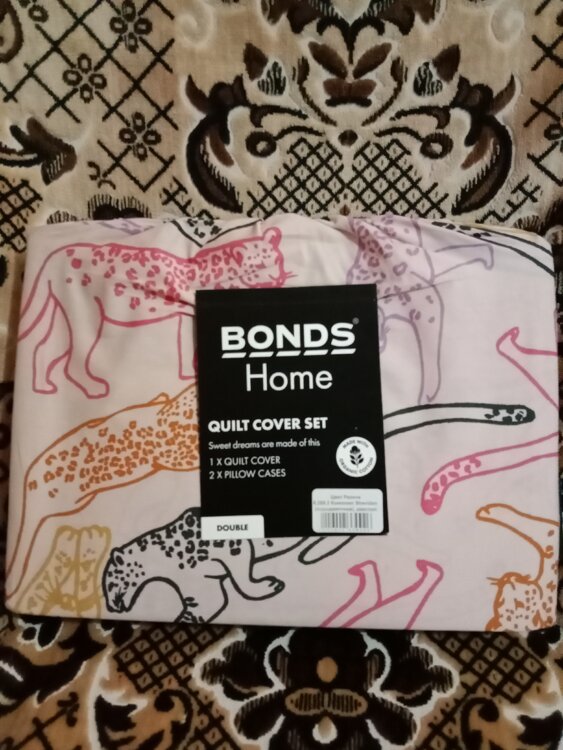 BONDS®
Home
QUILT COVER SET
Sweet dreams are made of this
1 X QUILT COVER
2 X PILLOW CASES
MADE WITH
ORGANIC COTTON
DOUBLE